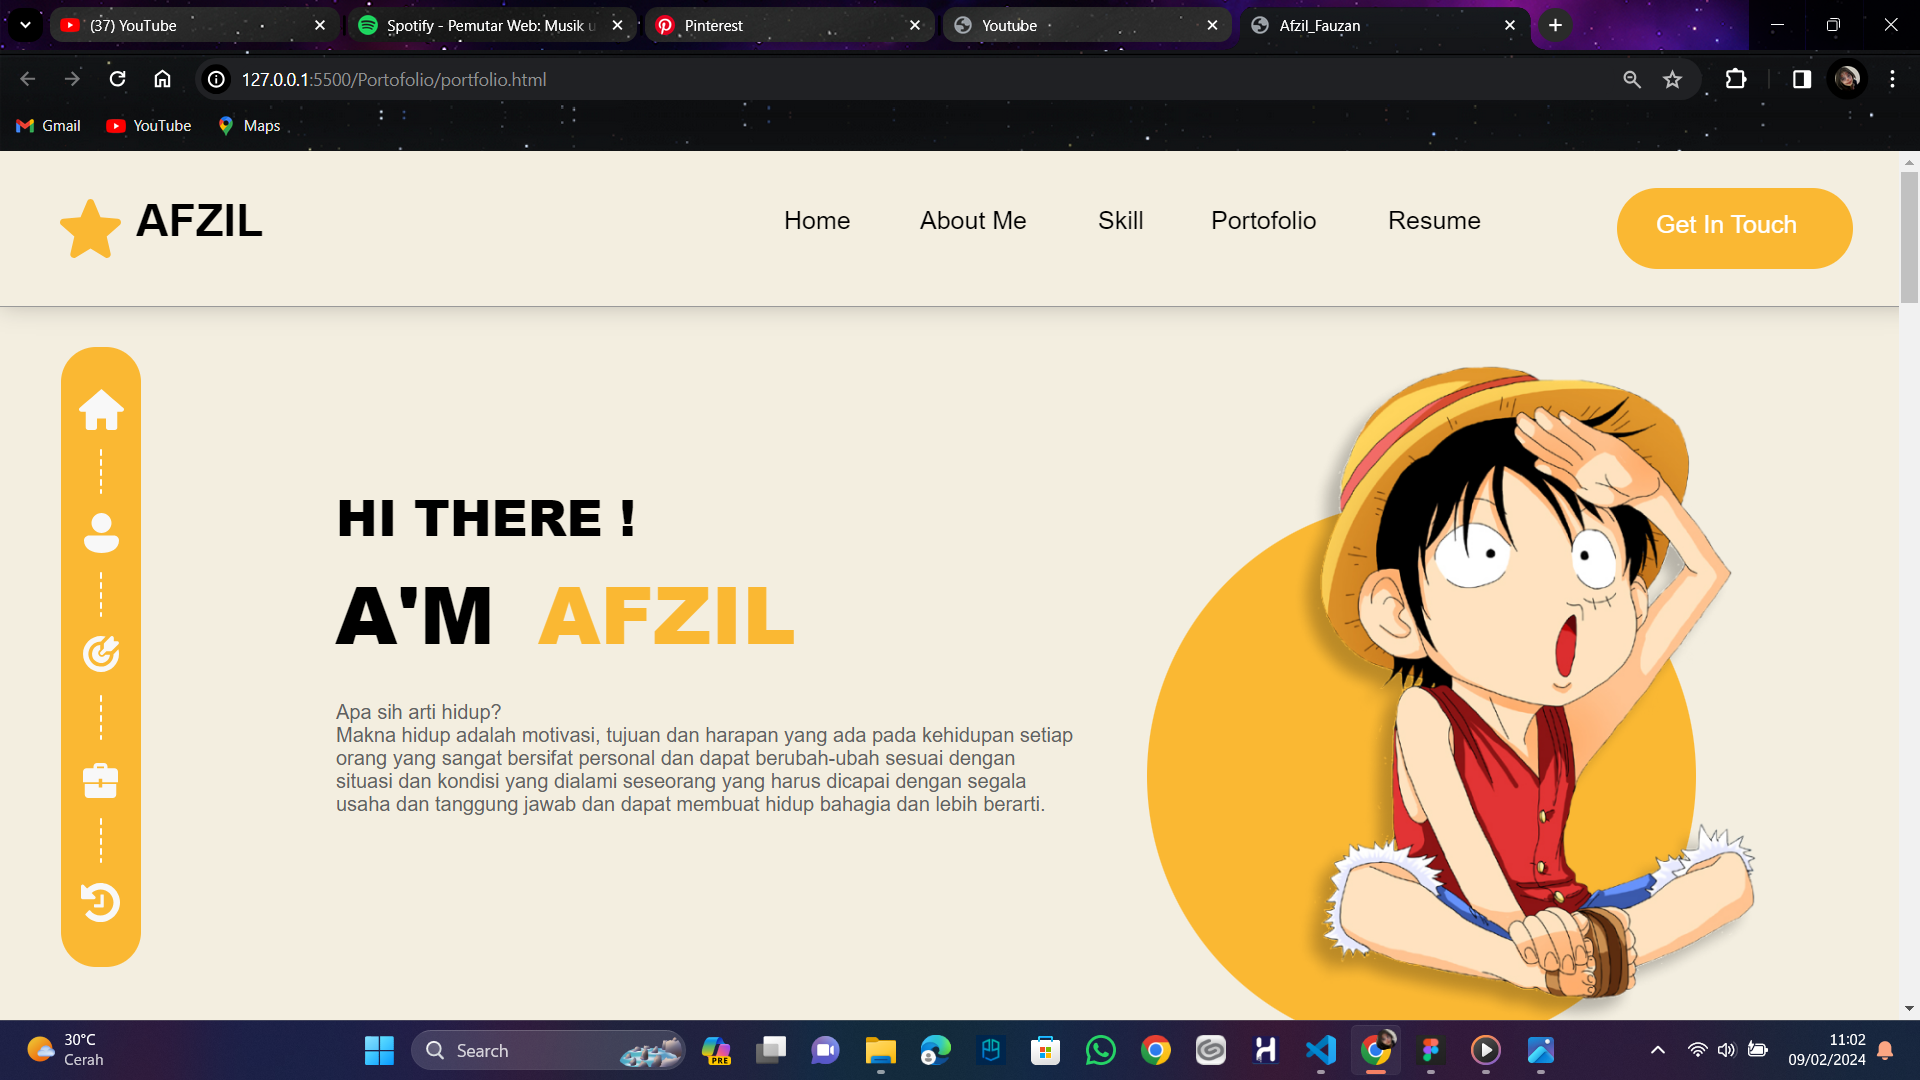 (37) YouTube
Spotify - Pemutar Web: Musik u
Pinterest
Youtube
Afzil_Fauzan
127.0.0.1:5500/Portofolio/portfolio.html
Gmail
YouTube
Maps
AFZIL
Home
About Me
Skill
Portofolio
Resume
Get In Touch
HI THERE !
A'M AFZIL
Apa sih arti hidup?
Makna hidup adalah motivasi, tujuan dan harapan yang ada pada kehidupan setiap
orang yang sangat bersifat personal dan dapat berubah-ubah sesuai dengan
situasi dan kondisi yang dialami seseorang yang harus dicapai dengan segala
usaha dan tanggung jawab dan dapat membuat hidup bahagia dan lebih berarti.
30°C
Cerah
Search
PRE
11:02
09/02/2024